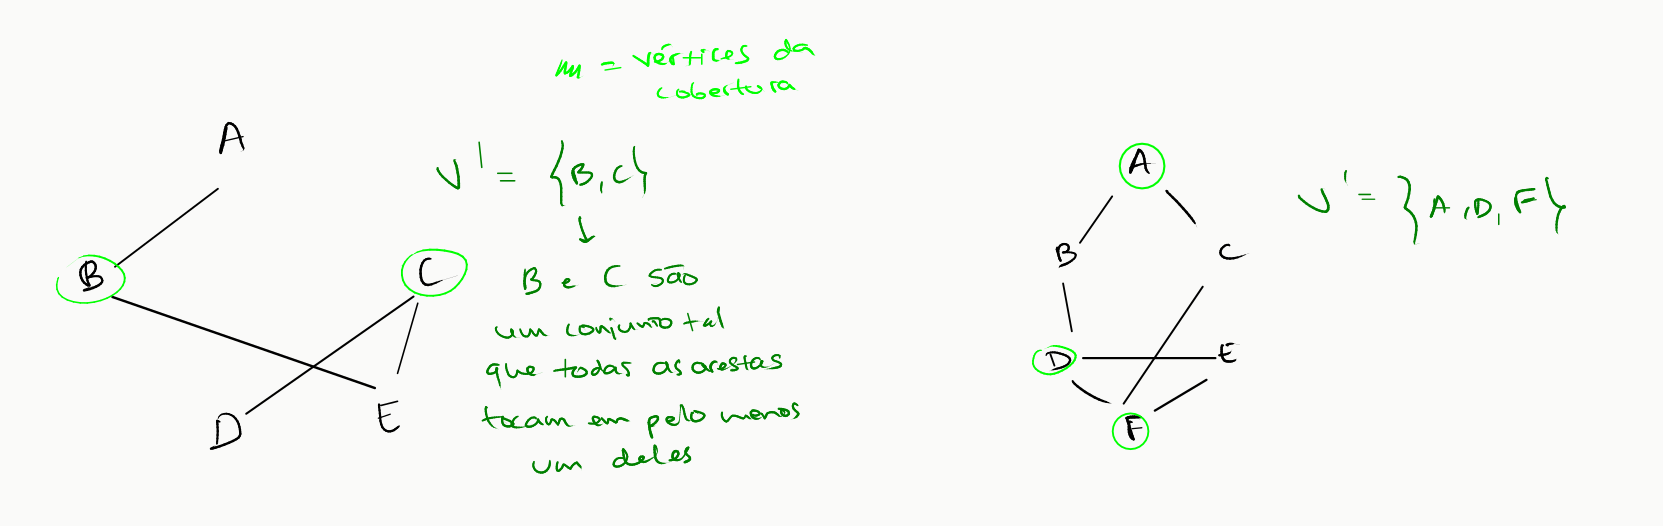 m = vértices da
cobertura
A
B
C
D
E
V' = {B, C}
↓
B e C são
um conjunto tal
que todas as arestas
tocam em pelo menos
um deles
A
B
C
D
E
F
V' = {A, D, F}